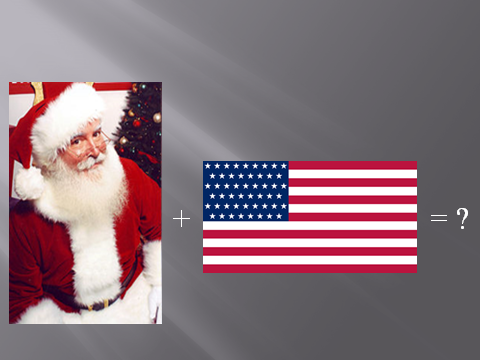 + = ?